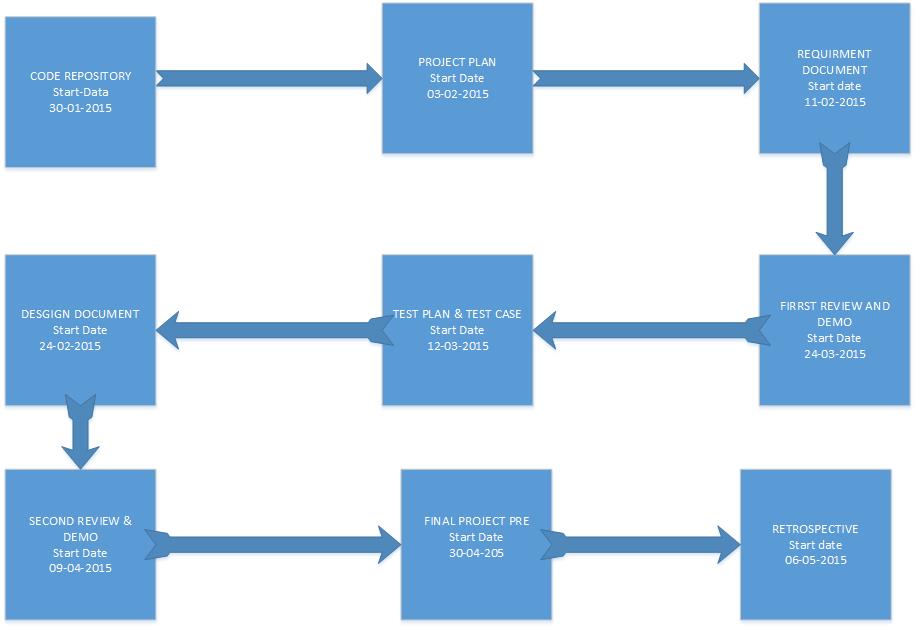 CODE REPOSITORY
Start-Data
30-01-2015
PROJECT PLAN
Start Date
03-02-2015
REQUIRMENT
DOCUMENT
Start date
11-02-2015
FIRRST REVIEW AND
DEMO
Start Date
24-03-2015
TEST PLAN & TEST CASE
Start Date
12-03-2015
DESGIGN DOCUMENT
Start Date
24-02-2015
SECOND REVIEW &
DEMO
Start Date
09-04-2015
FINAL PROJECT PRE
Start Date
30-04-205
RETROSPECTIVE
Start date
06-05-2015